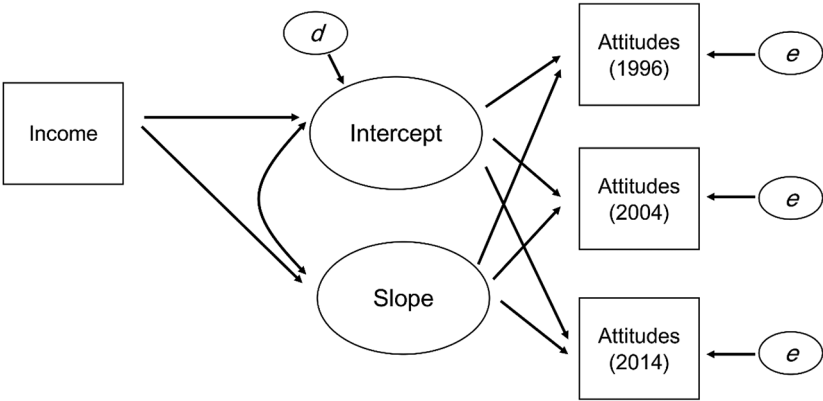 d
Attitudes
(1996)
e
Income
Intercept
Attitudes
(2004)
e
Slope
Attitudes
(2014)
e